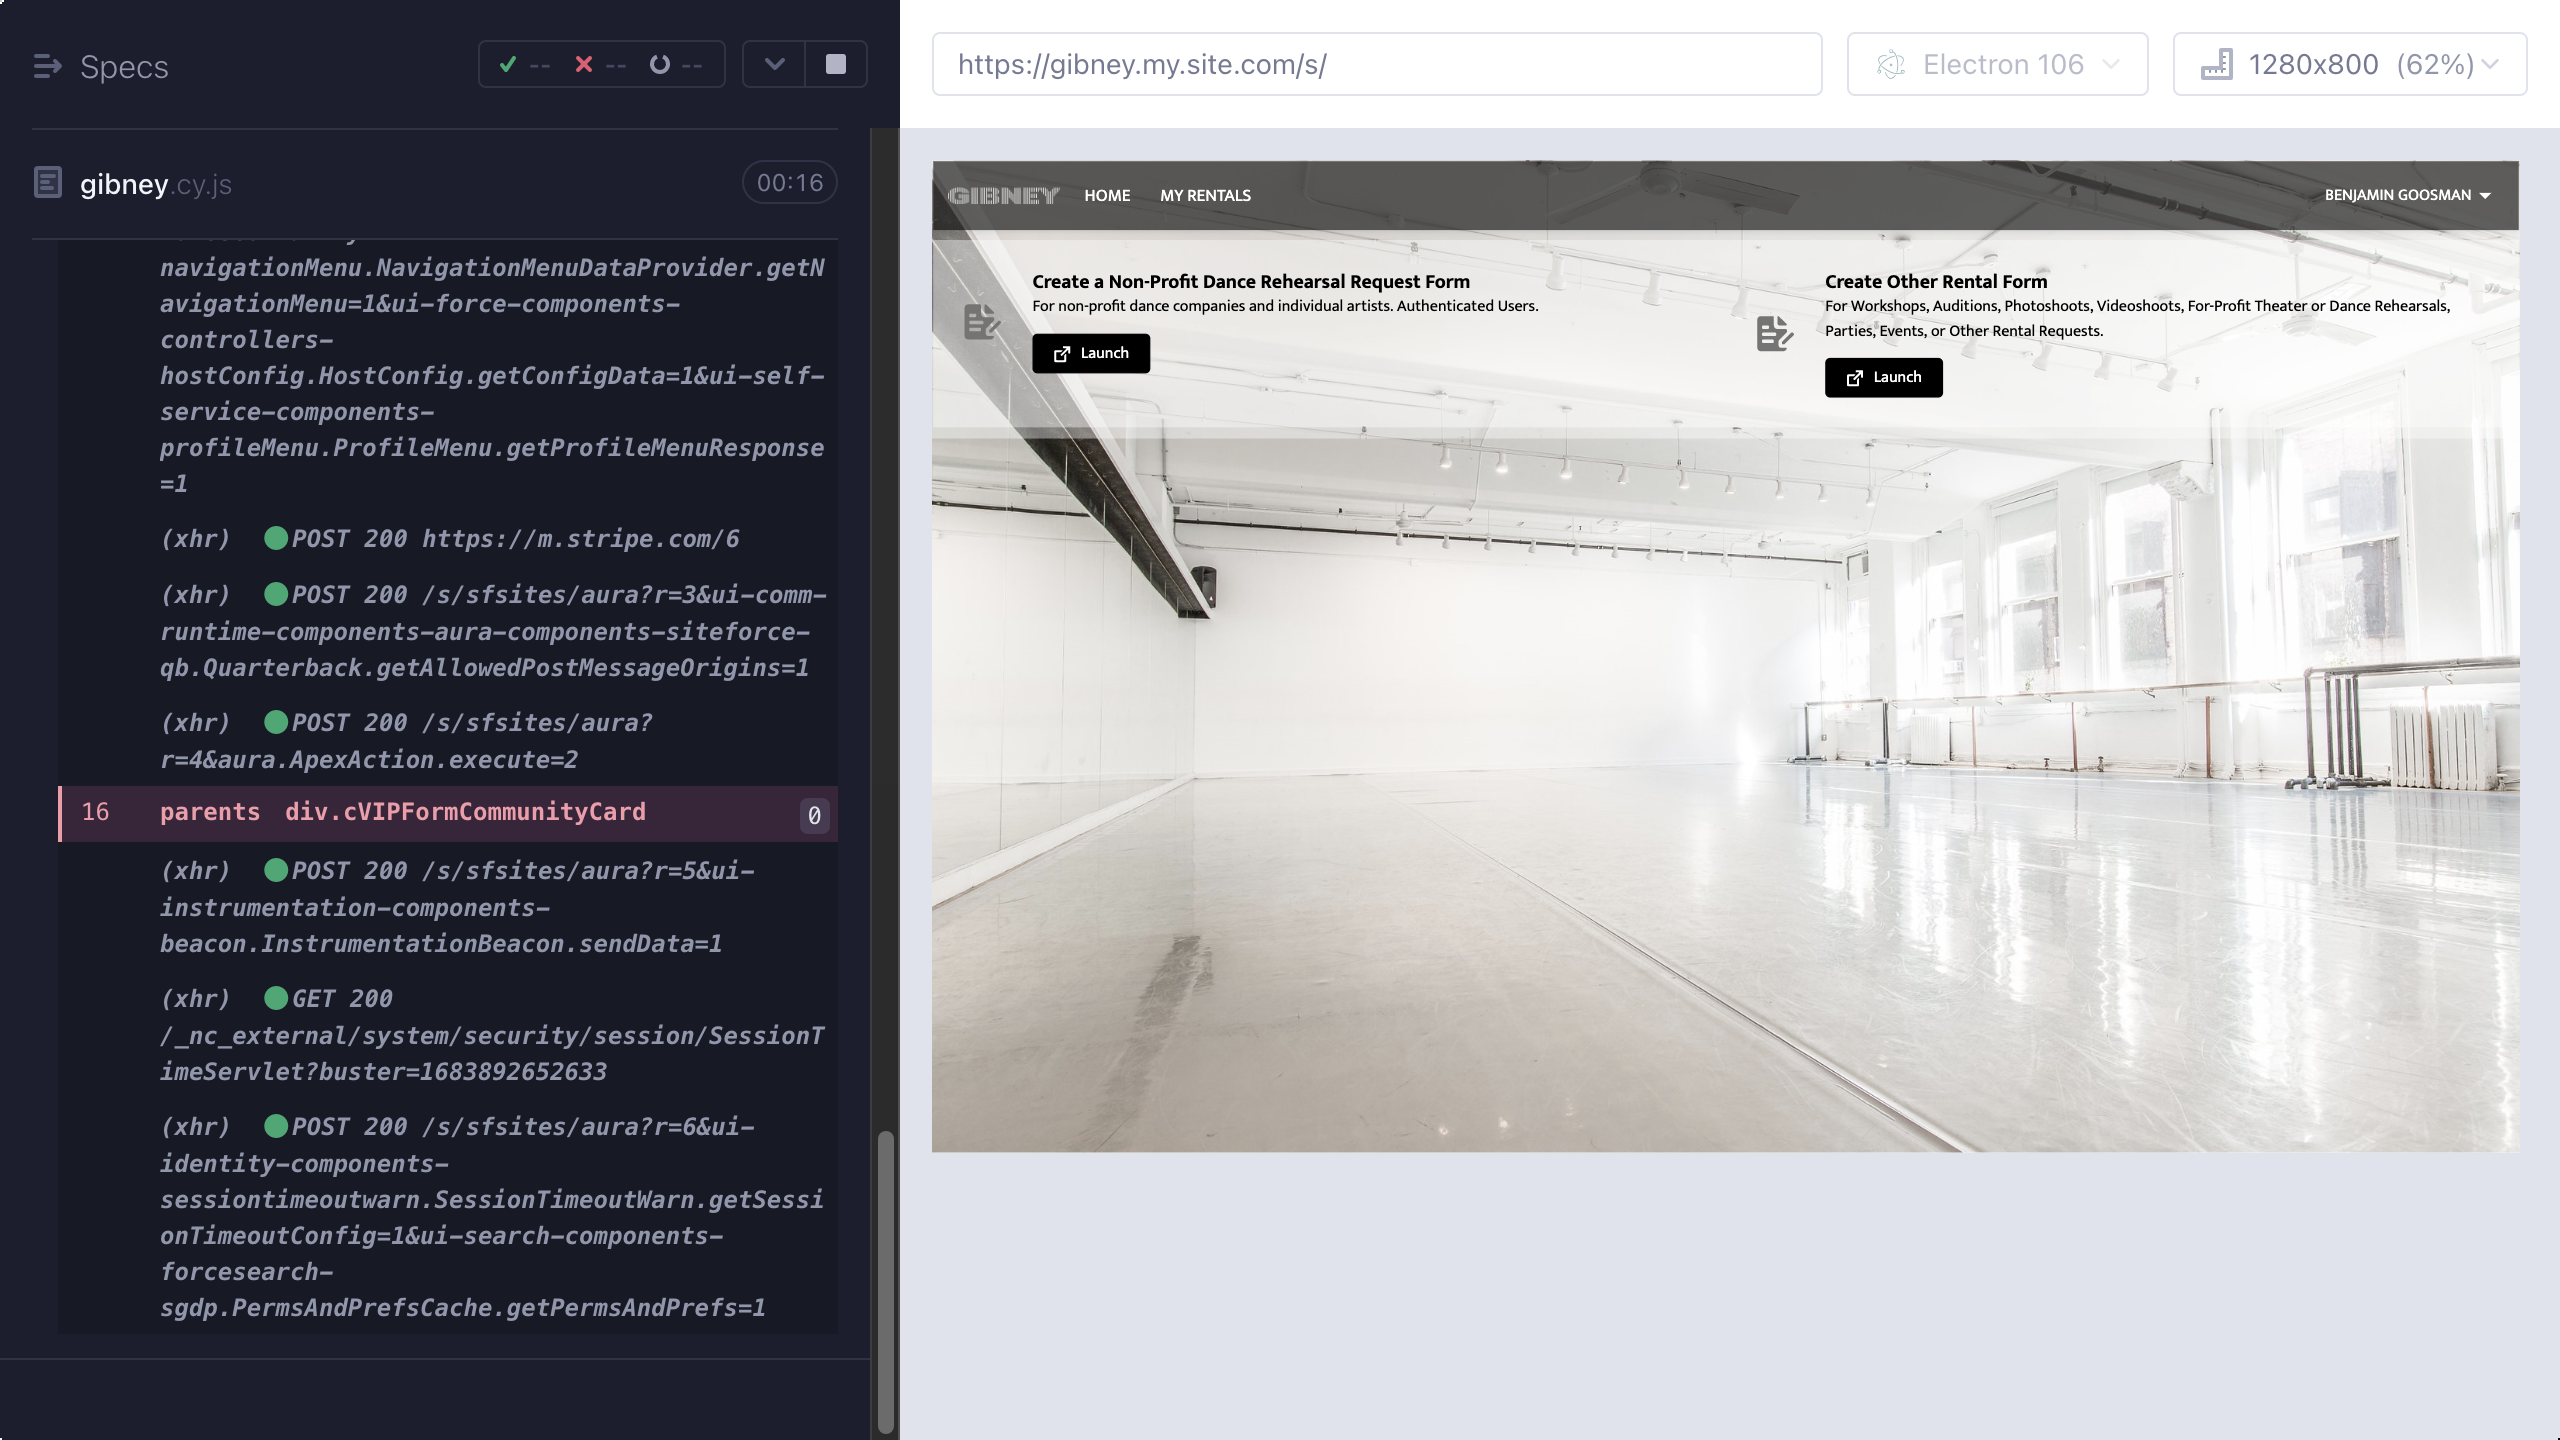 Specs
--
--
--
gibney.cy.js
00:16
navigationMenu.NavigationMenuDataProvider.getN
avigationMenu=1&ui-force-components-
controllers-
hostConfig.HostConfig.getConfigData=1&ui-self-
service-components-
profileMenu.ProfileMenu.getProfileMenuResponse
=1
(xhr) POST 200 https://m.stripe.com/6
(xhr) POST 200 /s/sfsites/aura?r=3&ui-comm-
runtime-components-aura-components-siteforce-
qb.Quarterback.getAllowedPostMessageOrigins=1
(xhr) POST 200 /s/sfsites/aura?
r=4&aura.ApexAction.execute=2
16 parents div.cVIPFormCommunityCard 0
(xhr) POST 200 /s/sfsites/aura?r=5&ui-
instrumentation-components-
beacon.InstrumentationBeacon.sendData=1
(xhr) GET 200
/_nc_external/system/security/session/SessionT
imeServlet?buster=1683892652633
(xhr) POST 200 /s/sfsites/aura?r=6&ui-
identity-components-
sessiontimeoutwarn.SessionTimeoutWarn.getSessi
onTimeoutConfig=1&ui-search-components-
forcesearch-
sgdp.PermsAndPrefsCache.getPermsAndPrefs=1
https://gibney.my.site.com/s/
Electron 106
1280x800 (62%)
GIBNEY HOME MY RENTALS BENJAMIN GOOSMAN
Create a Non-Profit Dance Rehearsal Request Form
For non-profit dance companies and individual artists. Authenticated Users.
Launch
Create Other Rental Form
For Workshops, Auditions, Photoshoots, Videoshoots, For-Profit Theater or Dance Rehearsals,
Parties, Events, or Other Rental Requests.
Launch